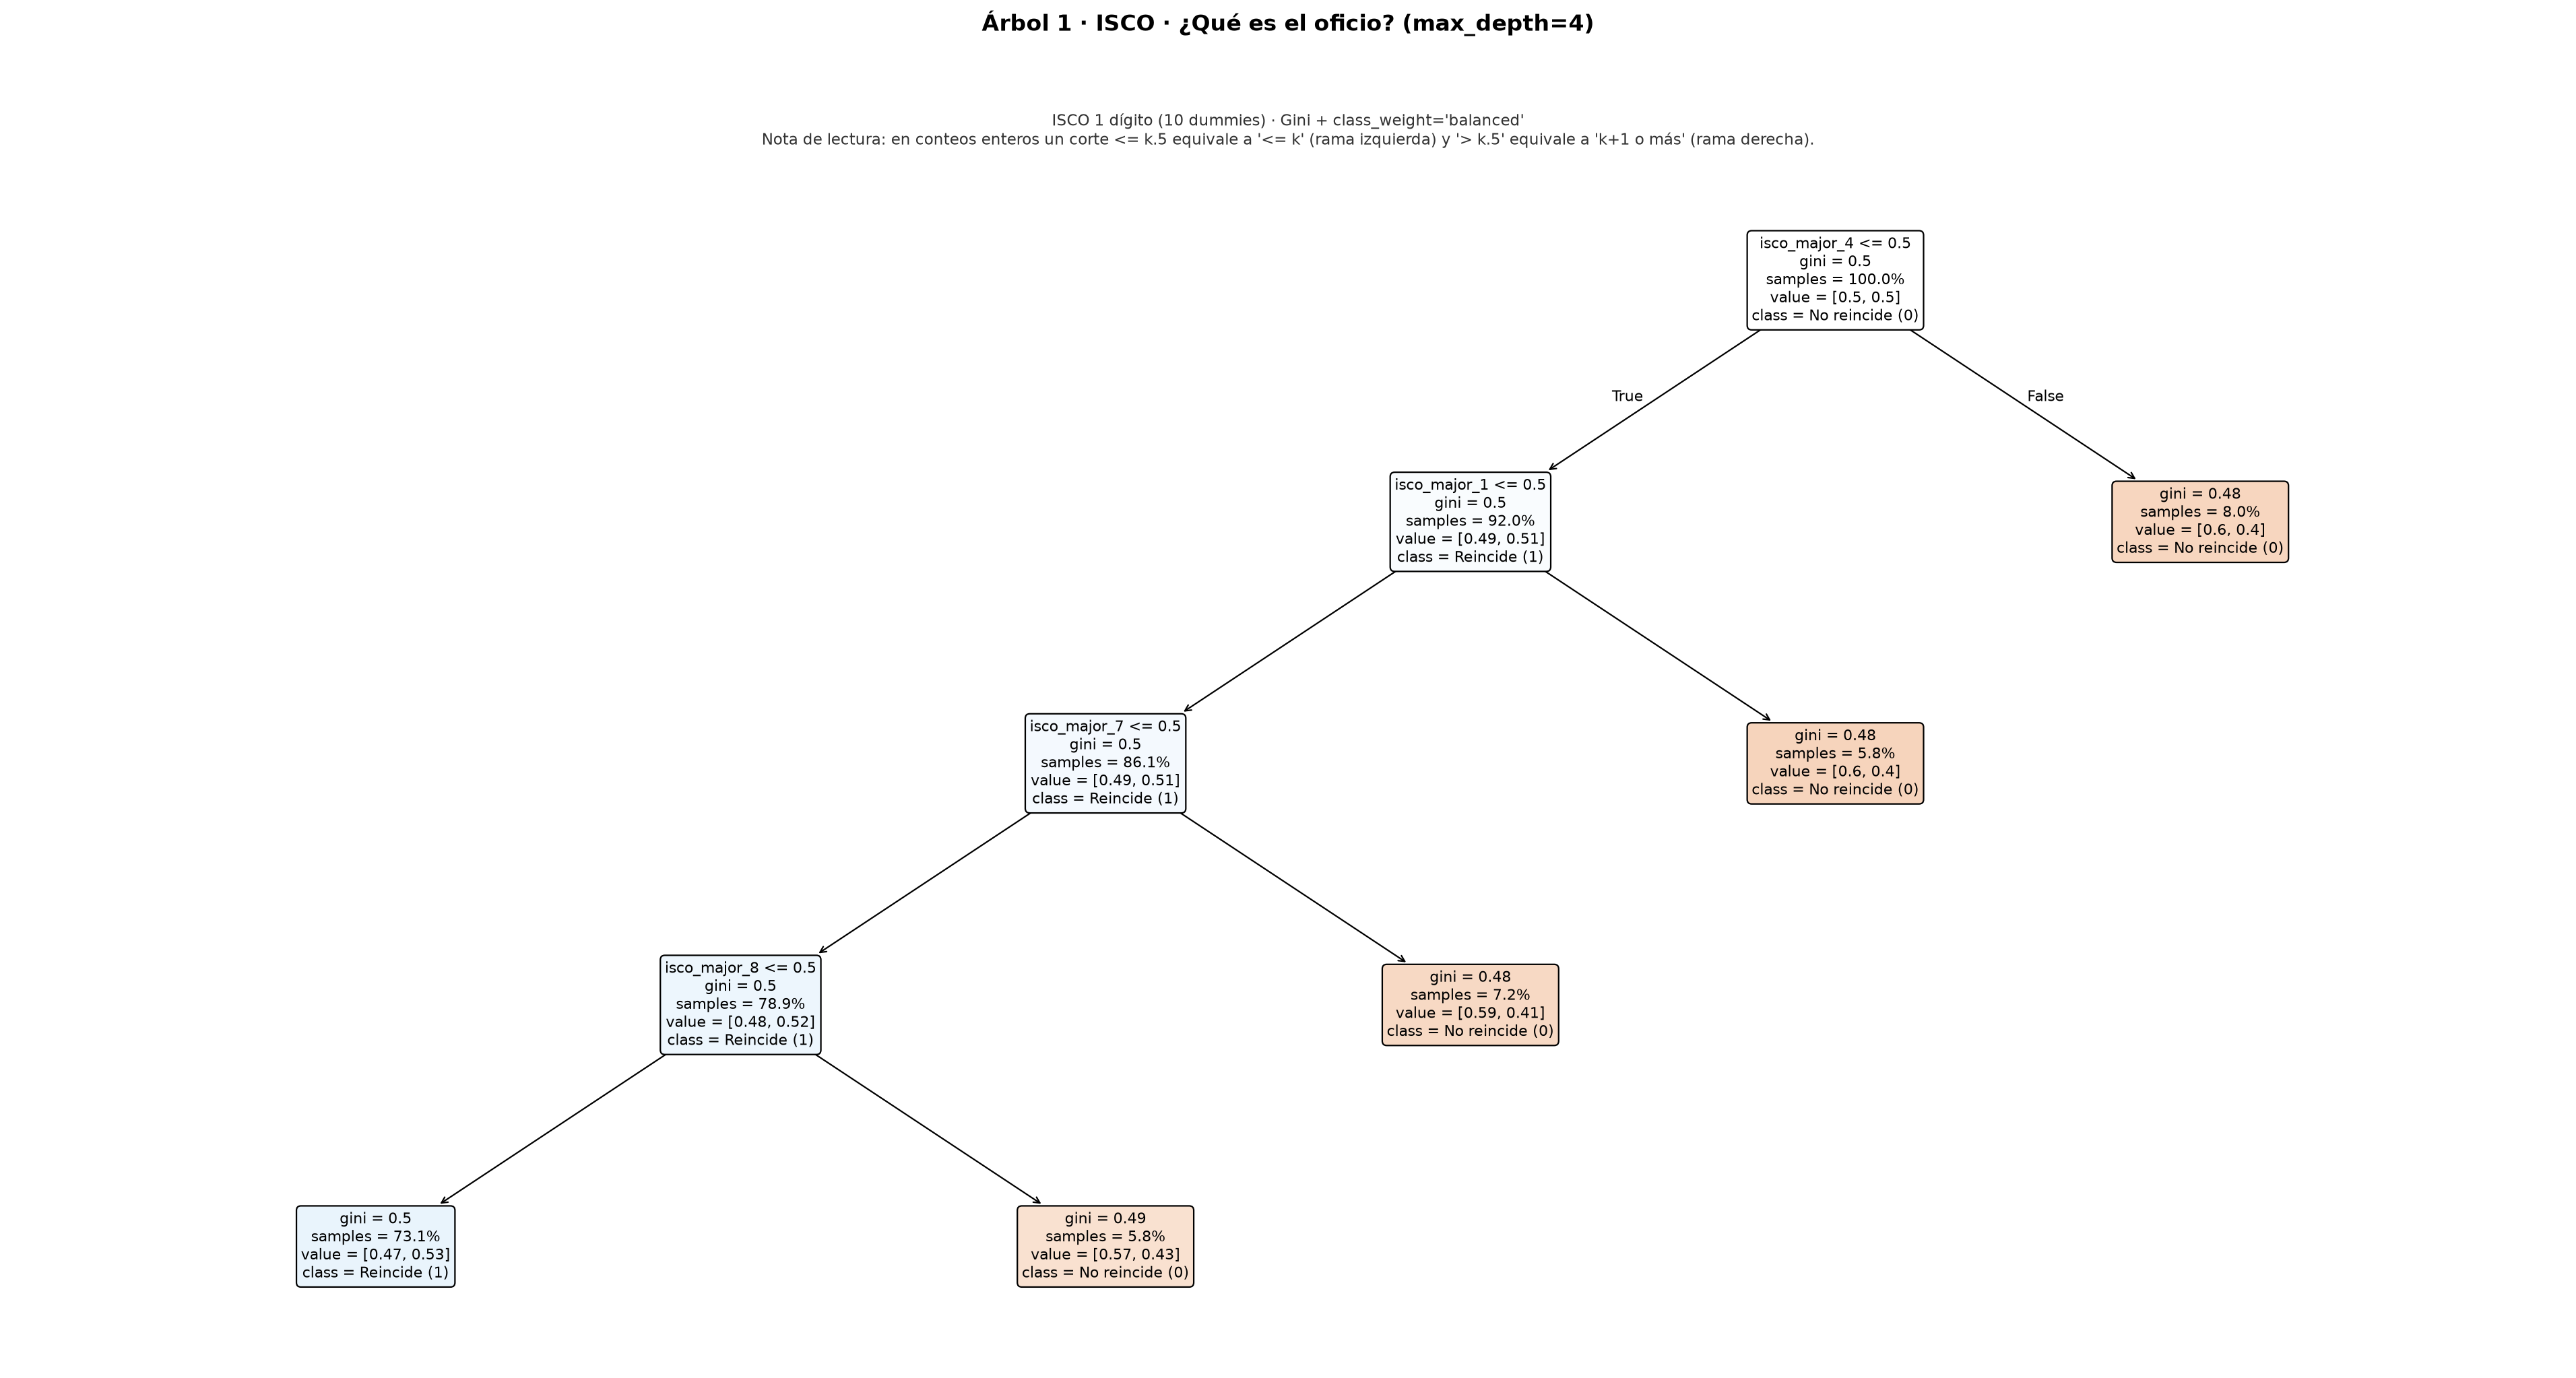 Árbol 1 · ISCO · ¿Qué es el oficio? (max_depth=4)
ISCO 1 dígito (10 dummies) · Gini + class_weight='balanced'
Nota de lectura: en conteos enteros un corte <= k.5 equivale a '<= k' (rama izquierda) y '> k.5' equivale a 'k+1 o más' (rama derecha).
isco_major_4 <= 0.5
gini = 0.5
samples = 100.0%
value = [0.5, 0.5]
class = No reincide (0)
True
False
isco_major_1 <= 0.5
gini = 0.5
samples = 92.0%
value = [0.49, 0.51]
class = Reincide (1)
gini = 0.48
samples = 8.0%
value = [0.6, 0.4]
class = No reincide (0)
isco_major_7 <= 0.5
gini = 0.5
samples = 86.1%
value = [0.49, 0.51]
class = Reincide (1)
gini = 0.48
samples = 5.8%
value = [0.6, 0.4]
class = No reincide (0)
isco_major_8 <= 0.5
gini = 0.5
samples = 78.9%
value = [0.48, 0.52]
class = Reincide (1)
gini = 0.48
samples = 7.2%
value = [0.59, 0.41]
class = No reincide (0)
gini = 0.5
samples = 73.1%
value = [0.47, 0.53]
class = Reincide (1)
gini = 0.49
samples = 5.8%
value = [0.57, 0.43]
class = No reincide (0)